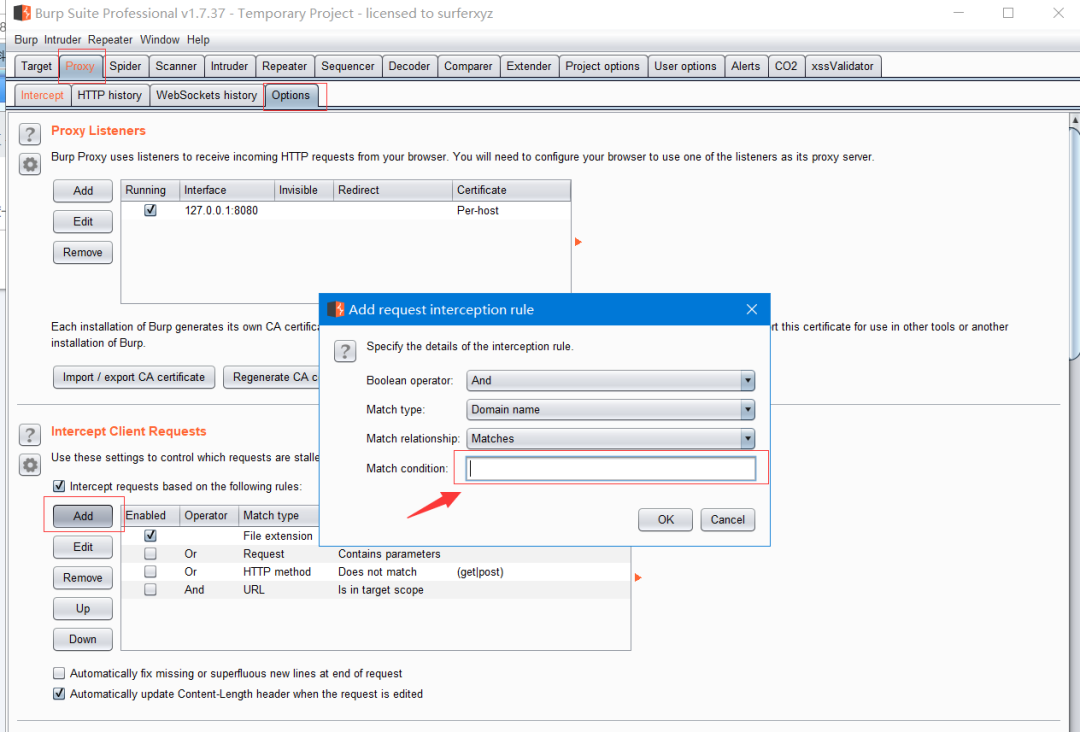 Burp Suite Professional v1.7.37 - Temporary Project - licensed to surferxyz
Burp Intruder Repeater Window Help
Target Proxy Spider Scanner Intruder Repeater Sequencer Decoder Comparer Extender Project options User options Alerts CO2 xssValidator
Intercept HTTP history WebSockets history Options
? Proxy Listeners
Burp Proxy uses listeners to receive incoming HTTP requests from your browser. You will need to configure your browser to use one of the listeners as its proxy server.
Add Running Interface Invisible Redirect Certificate
127.0.0.1:8080 Per-host
Edit
Remove
Add request interception rule
Each installation of Burp generates its own CA certifica rt this certificate for use in other tools or another
installation of Burp.
? Specify the details of the interception rule.
Import / export CA certificate Regenerate CA c
Boolean operator: And
Match type: Domain name
Match relationship: Matches
Match condition:
OK Cancel
? Intercept Client Requests
Use these settings to control which requests are stalle
Intercept requests based on the following rules:
Add Enabled Operator Match type
File extension
Edit Or Request Contains parameters
Remove Or HTTP method Does not match (get|post)
And URL Is in target scope
Up
Down
Automatically fix missing or superfluous new lines at end of request
Automatically update Content-Length header when the request is edited